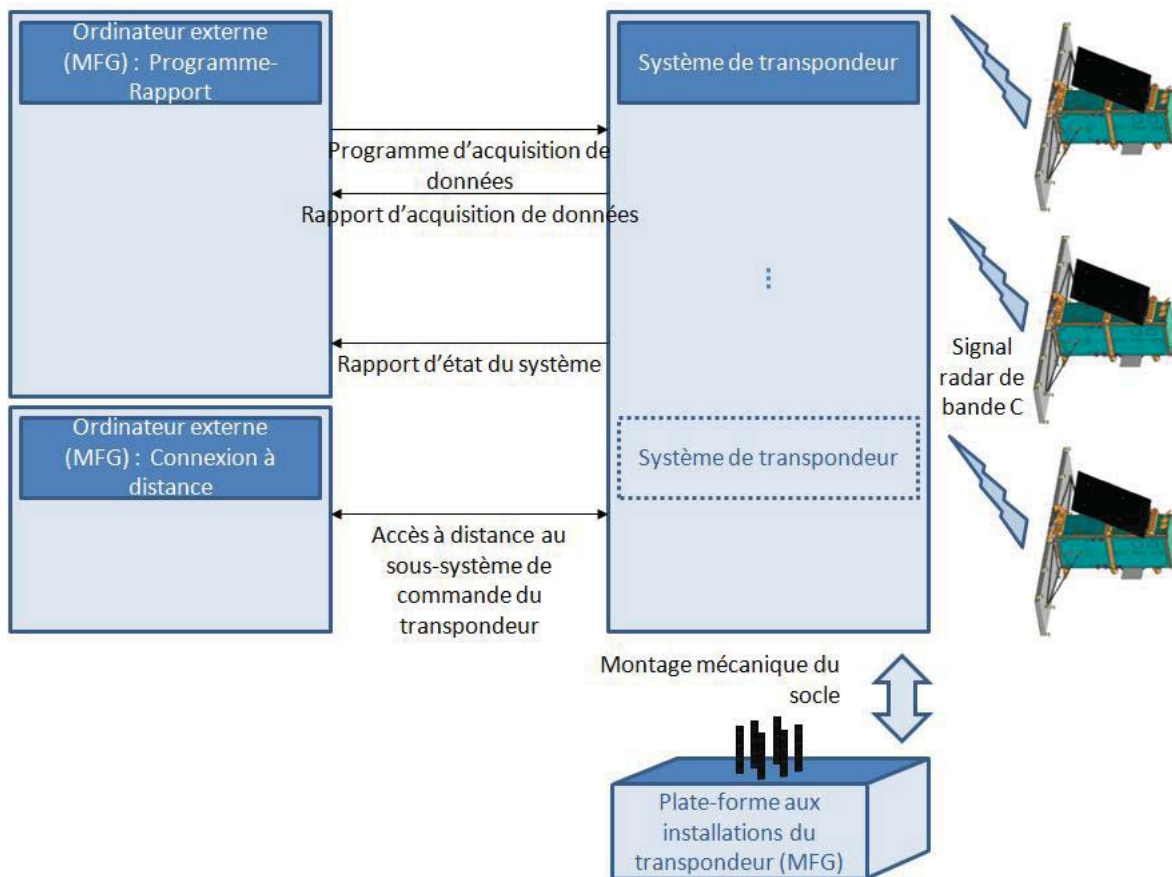 Ordinateur externe
(MFG) : Programme-
Rapport
Système de transpondeur
Programme d'acquisition de
données
Rapport d'acquisition de données
⋮
Rapport d'état du système
Signal
radar de
bande C
Ordinateur externe
(MFG) : Connexion à
distance
Système de transpondeur
Accès à distance au
sous-système de
commande du
transpondeur
Montage mécanique du
socle
Plate-forme aux
installations du
transpondeur (MFG)